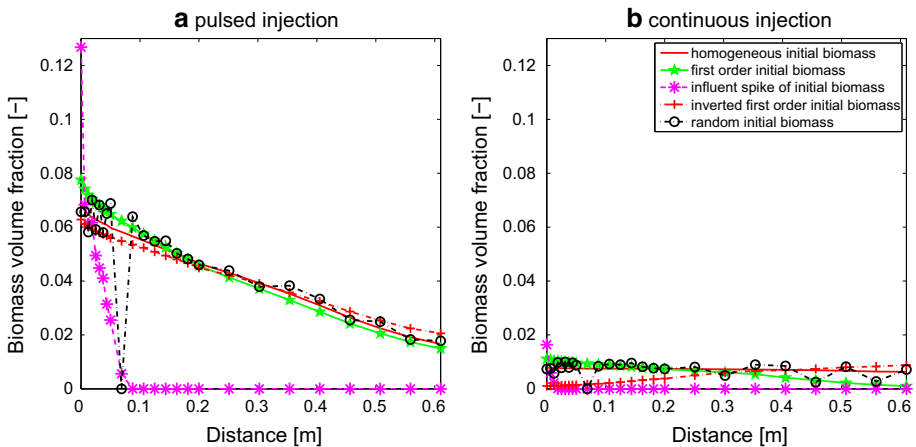 a pulsed injection
0.12
0.1
0.08
0.06
0.04
0.02
0
Biomass volume fraction [−]
0 0.1 0.2 0.3 0.4 0.5 0.6
Distance [m]
b continuous injection
homogeneous initial biomass
first order initial biomass
influent spike of initial biomass
inverted first order initial biomass
random initial biomass
0.12
0.1
0.08
0.06
0.04
0.02
0
Biomass volume fraction [−]
0 0.1 0.2 0.3 0.4 0.5 0.6
Distance [m]